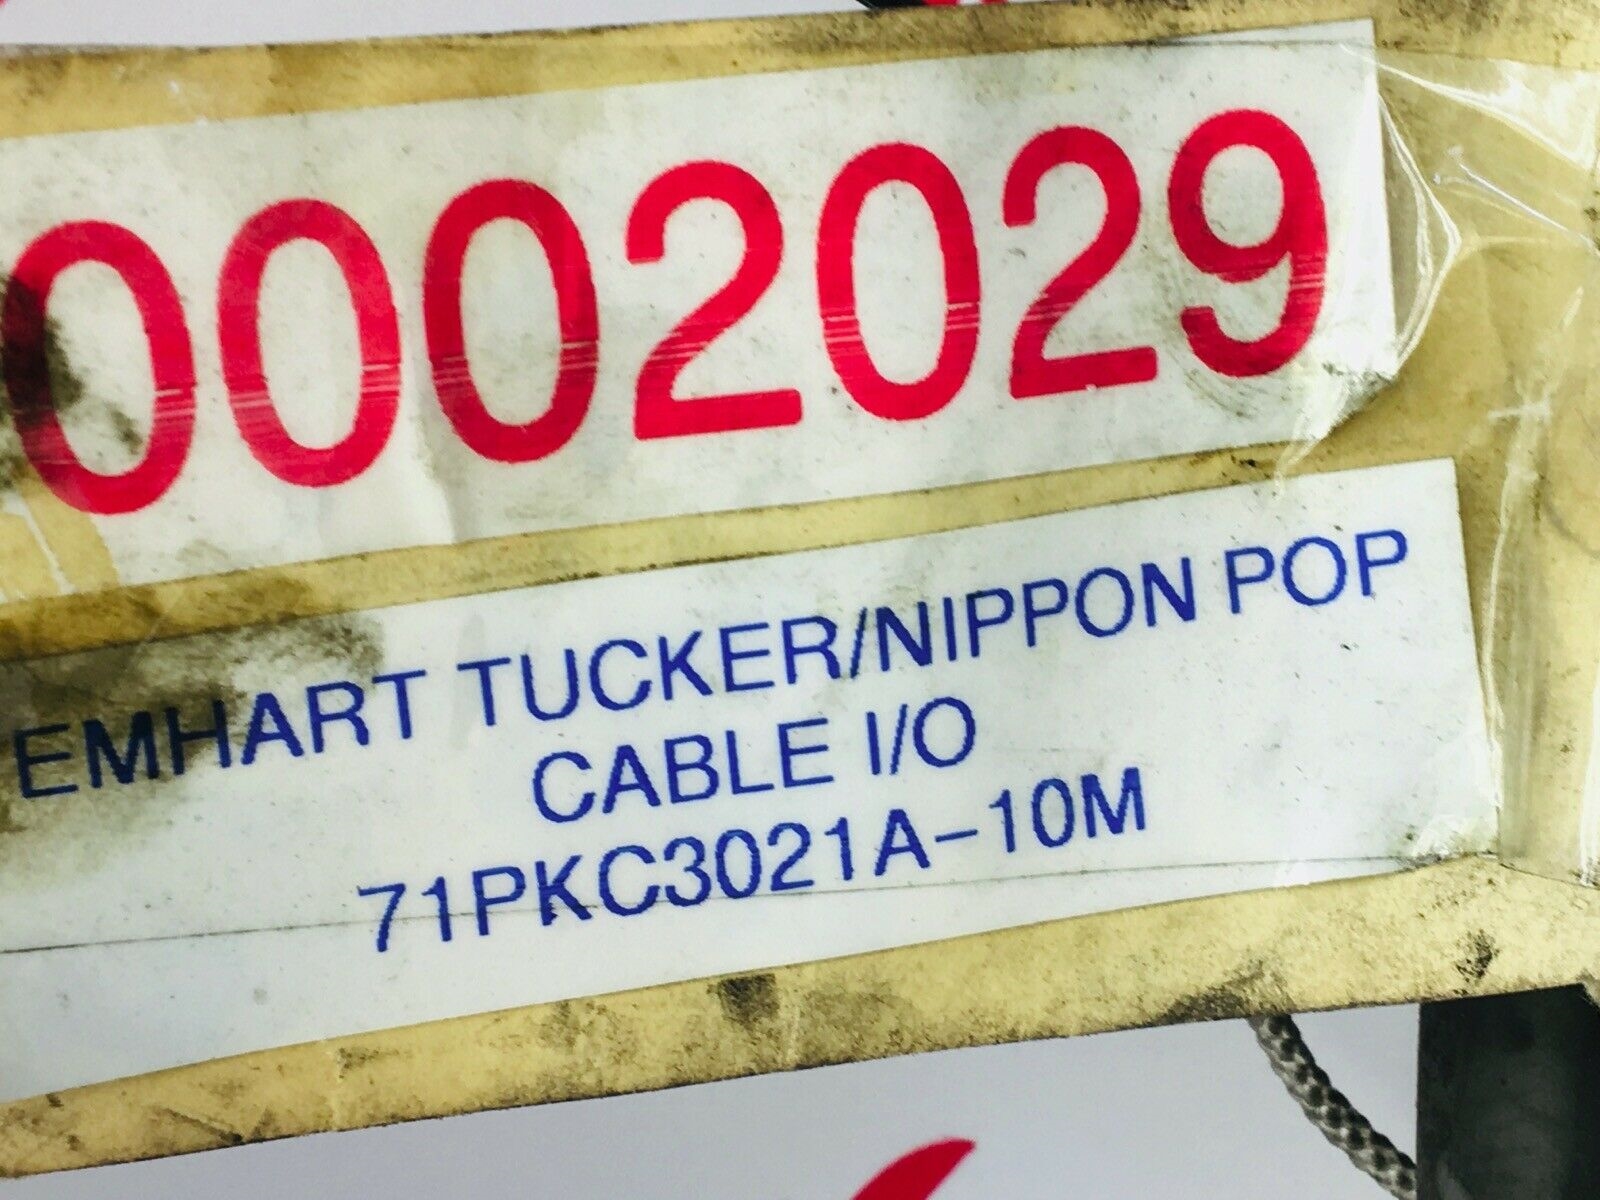 0002029
EMHART TUCKER/NIPPON POP
CABLE I/O
71PKC3021A-10M